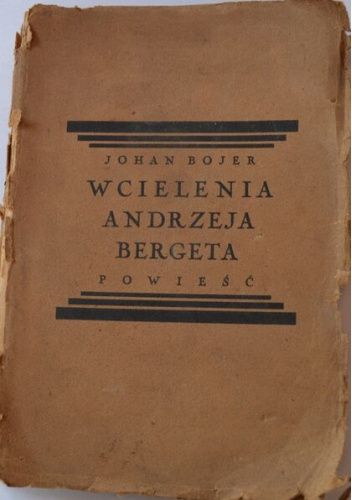 JOHAN BOJER
WCIELENIA
ANDRZEJA
BERGETA
POWIEŚĆ